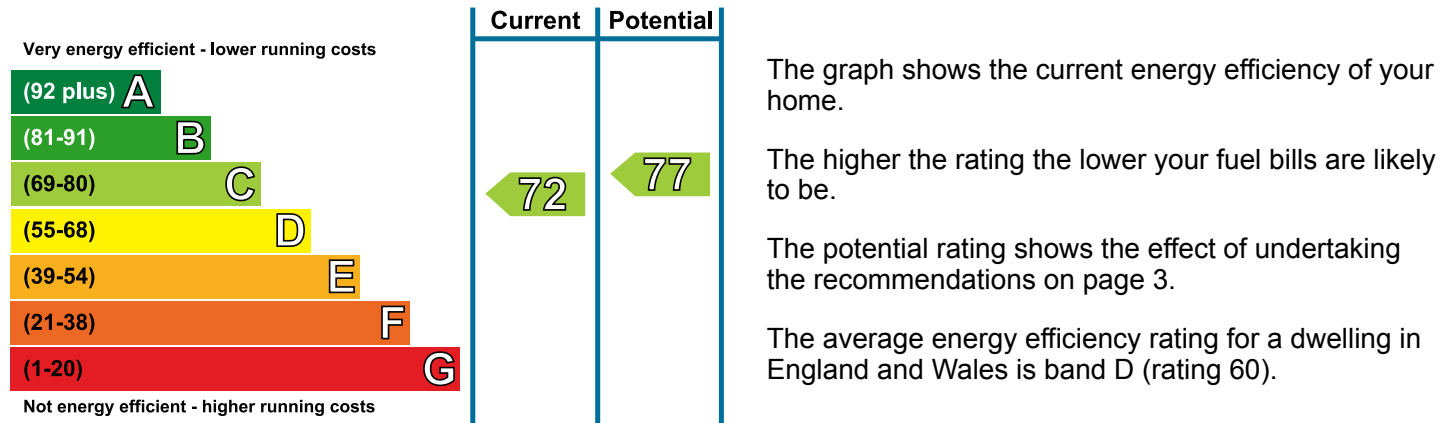 Current Potential
Very energy efficient - lower running costs
(92 plus) A
(81-91) B
(69-80) C
(55-68) D
(39-54) E
(21-38) F
(1-20) G
Not energy efficient - higher running costs
72
77
The graph shows the current energy efficiency of your
home.
The higher the rating the lower your fuel bills are likely
to be.
The potential rating shows the effect of undertaking
the recommendations on page 3.
The average energy efficiency rating for a dwelling in
England and Wales is band D (rating 60).